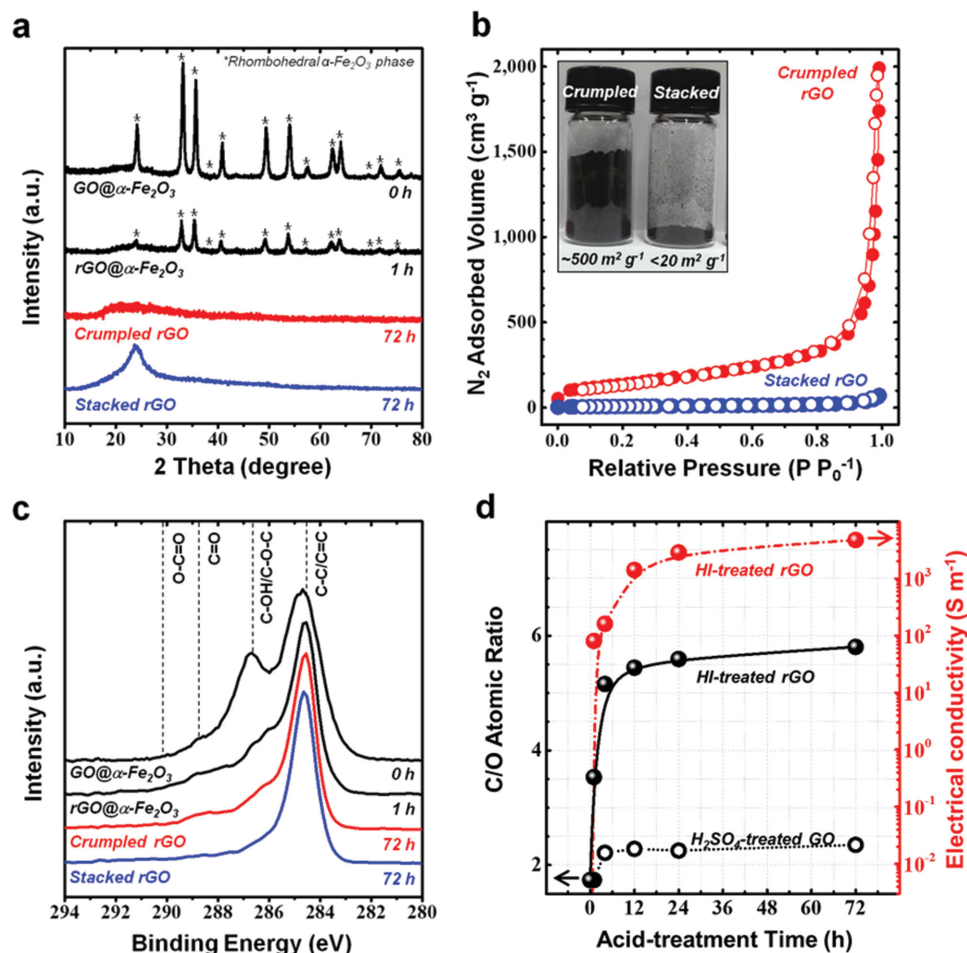 a
*Rhombohedral α-Fe₂O₃ phase
* * * * * * * * * * * * *
GO@α-Fe₂O₃ 0 h
* * * * * * * * * * * * *
rGO@α-Fe₂O₃ 1 h
Crumpled rGO 72 h
Stacked rGO 72 h
10 20 30 40 50 60 70 80
2 Theta (degree)
Intensity (a.u.)
b
2,000
1,500
1,000
500
0
N₂ Adsorbed Volume (cm³ g⁻¹)
Crumpled Stacked
~500 m² g⁻¹ <20 m² g⁻¹
Crumpled
rGO
Stacked rGO
0.0 0.2 0.4 0.6 0.8 1.0
Relative Pressure (P P₀⁻¹)
c
O-C=O
C=O
C-OH/C-O-C
C-C/C=C
GO@α-Fe₂O₃ 0 h
rGO@α-Fe₂O₃ 1 h
Crumpled rGO 72 h
Stacked rGO 72 h
294 292 290 288 286 284 282 280
Binding Energy (eV)
Intensity (a.u.)
d
C/O Atomic Ratio
6
4
2
HI-treated rGO
HI-treated rGO
H₂SO₄-treated GO
10³
10²
10¹
10⁰
10⁻¹
10⁻²
Electrical conductivity (S m⁻¹)
0 12 24 36 48 60 72
Acid-treatment Time (h)